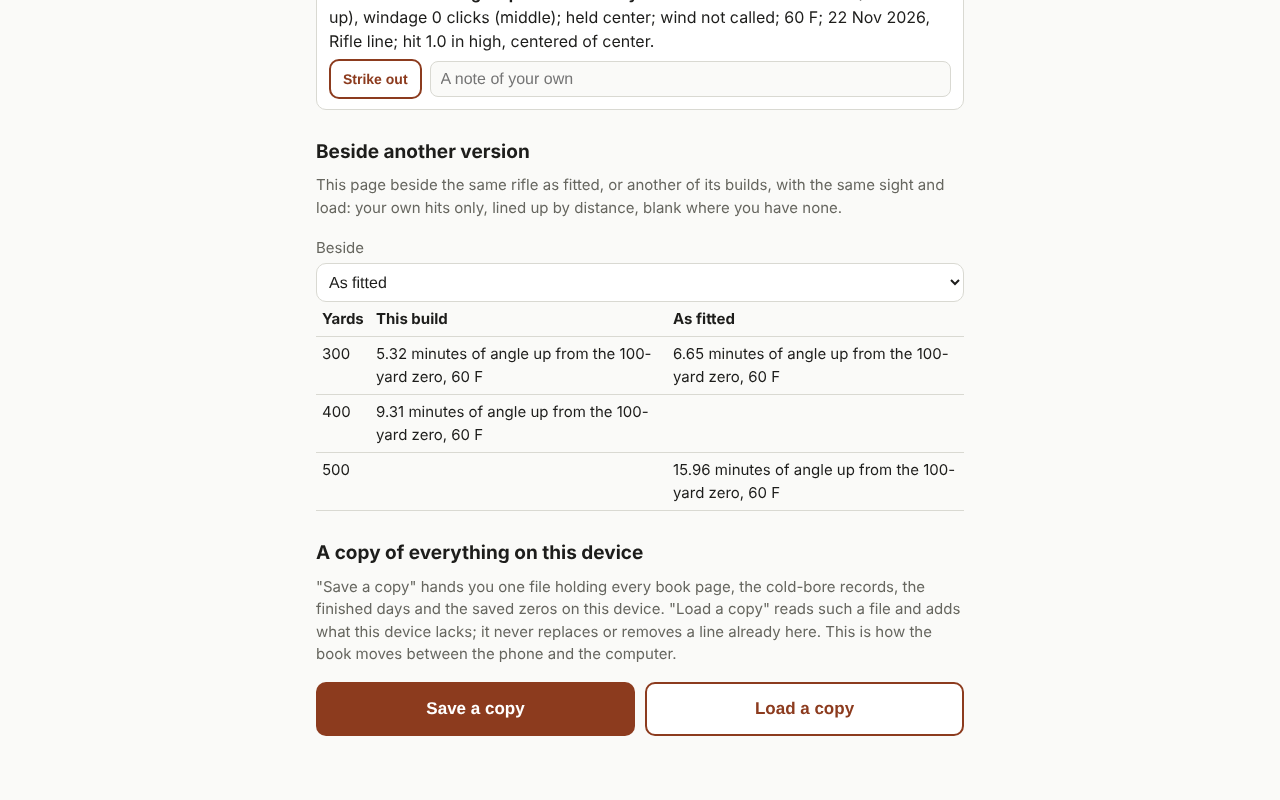 up), windage 0 clicks (middle); held center; wind not called; 60 F; 22 Nov 2026,
Rifle line; hit 1.0 in high, centered of center.
Strike out
A note of your own
Beside another version
This page beside the same rifle as fitted, or another of its builds, with the same sight and
load: your own hits only, lined up by distance, blank where you have none.
Beside
As fitted
Yards This build As fitted
300 5.32 minutes of angle up from the 100- 6.65 minutes of angle up from the 100-
yard zero, 60 F yard zero, 60 F
400 9.31 minutes of angle up from the 100-
yard zero, 60 F
500 15.96 minutes of angle up from the 100-
yard zero, 60 F
A copy of everything on this device
"Save a copy" hands you one file holding every book page, the cold-bore records, the
finished days and the saved zeros on this device. "Load a copy" reads such a file and adds
what this device lacks; it never replaces or removes a line already here. This is how the
book moves between the phone and the computer.
Save a copy
Load a copy